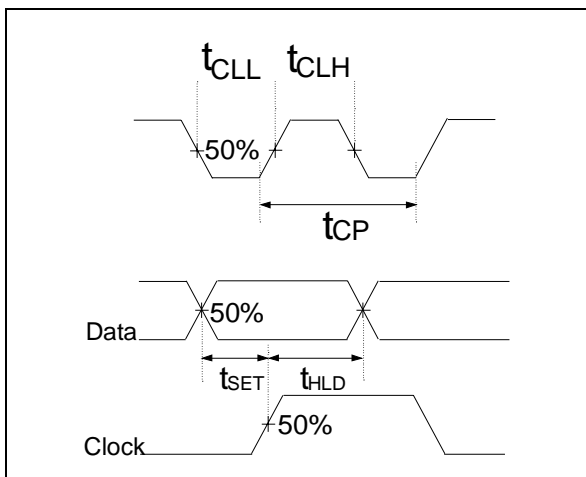 tCLL tCLH
50%
tCP
Data 50%
tSET tHLD
50%
Clock